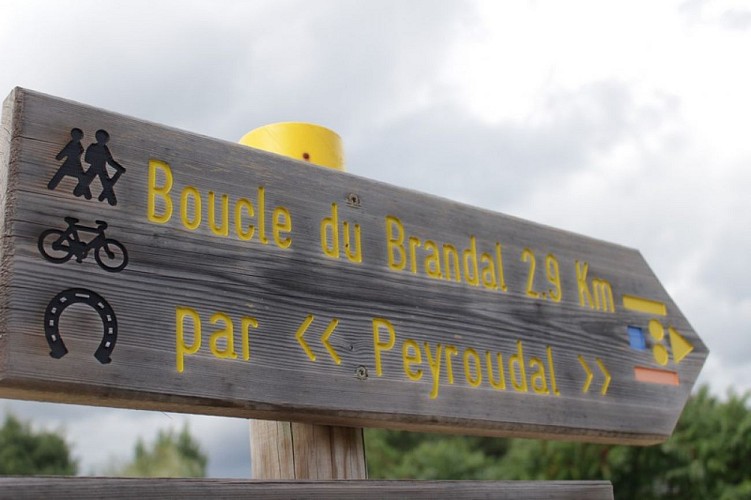 Boucle du Brandal 2.9 Km
par << Peyroudal >>